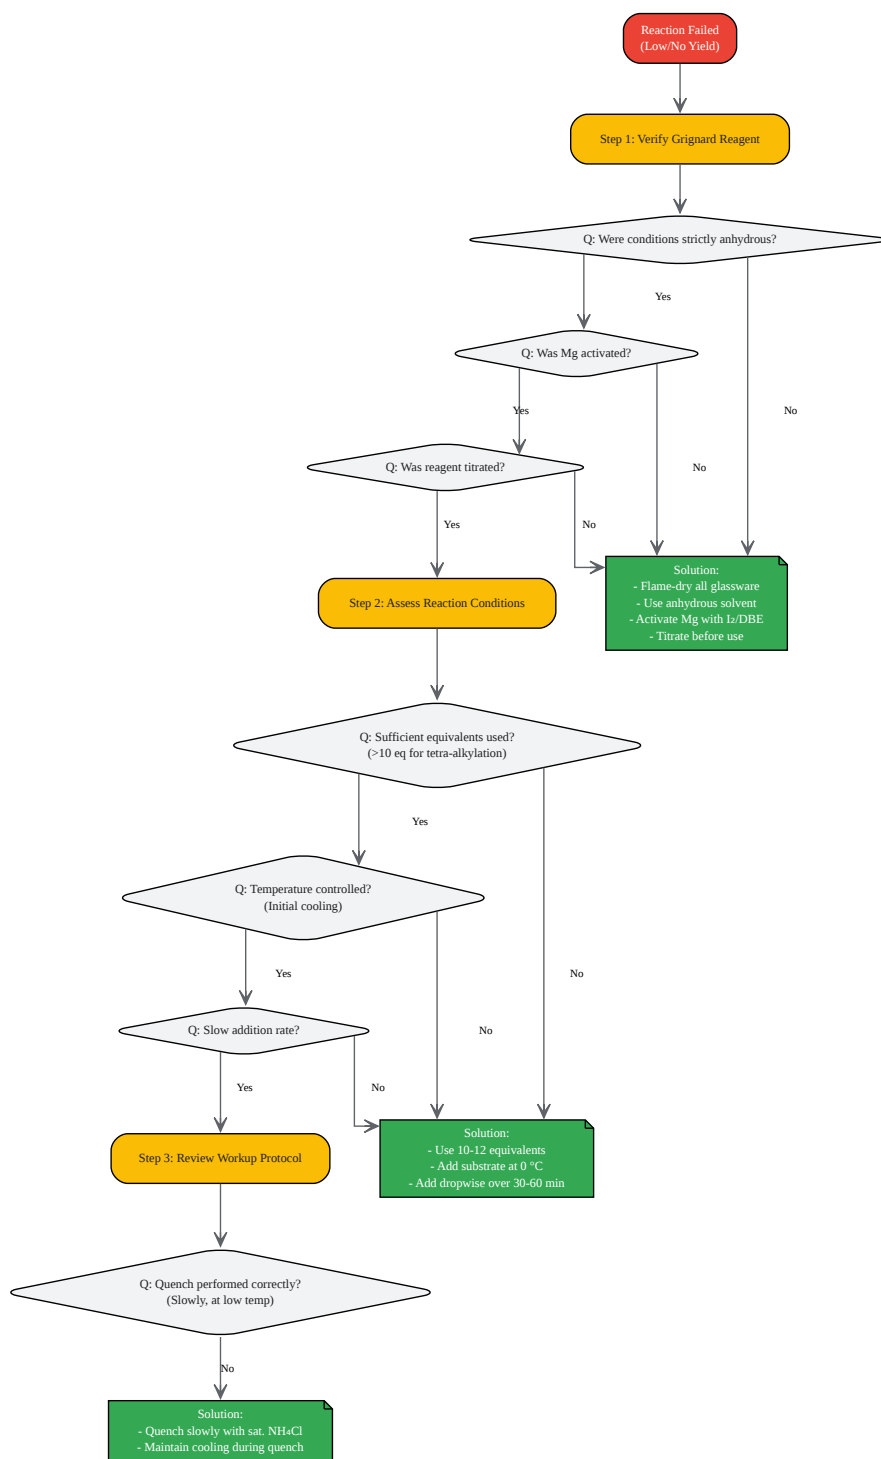 Reaction Failed
(Low/No Yield)
Step 1: Verify Grignard Reagent
Q: Were conditions strictly anhydrous?
Yes
Q: Was Mg activated?
Yes
No
Q: Was reagent titrated?
No
Yes
No
Solution:
- Flame-dry all glassware
- Use anhydrous solvent
- Activate Mg with I₂/DBE
- Titrate before use
Step 2: Assess Reaction Conditions
Q: Sufficient equivalents used?
(>10 eq for tetra-alkylation)
Yes
Q: Temperature controlled?
(Initial cooling)
Yes
No
Q: Slow addition rate?
No
Yes
No
Solution:
- Use 10-12 equivalents
- Add substrate at 0 °C
- Add dropwise over 30-60 min
Step 3: Review Workup Protocol
Q: Quench performed correctly?
(Slowly, at low temp)
No
Solution:
- Quench slowly with sat. NH₄Cl
- Maintain cooling during quench